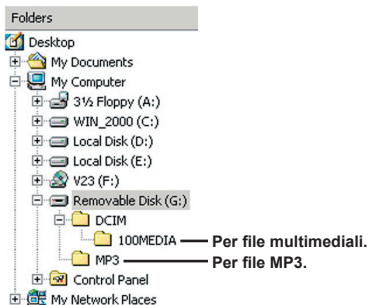 Folders
Desktop
My Documents
My Computer
3½ Floppy (A:)
WIN_2000 (C:)
Local Disk (D:)
Local Disk (E:)
V23 (F:)
Removable Disk (G:)
DCIM
100MEDIA Per file multimediali.
MP3 Per file MP3.
Control Panel
My Network Places